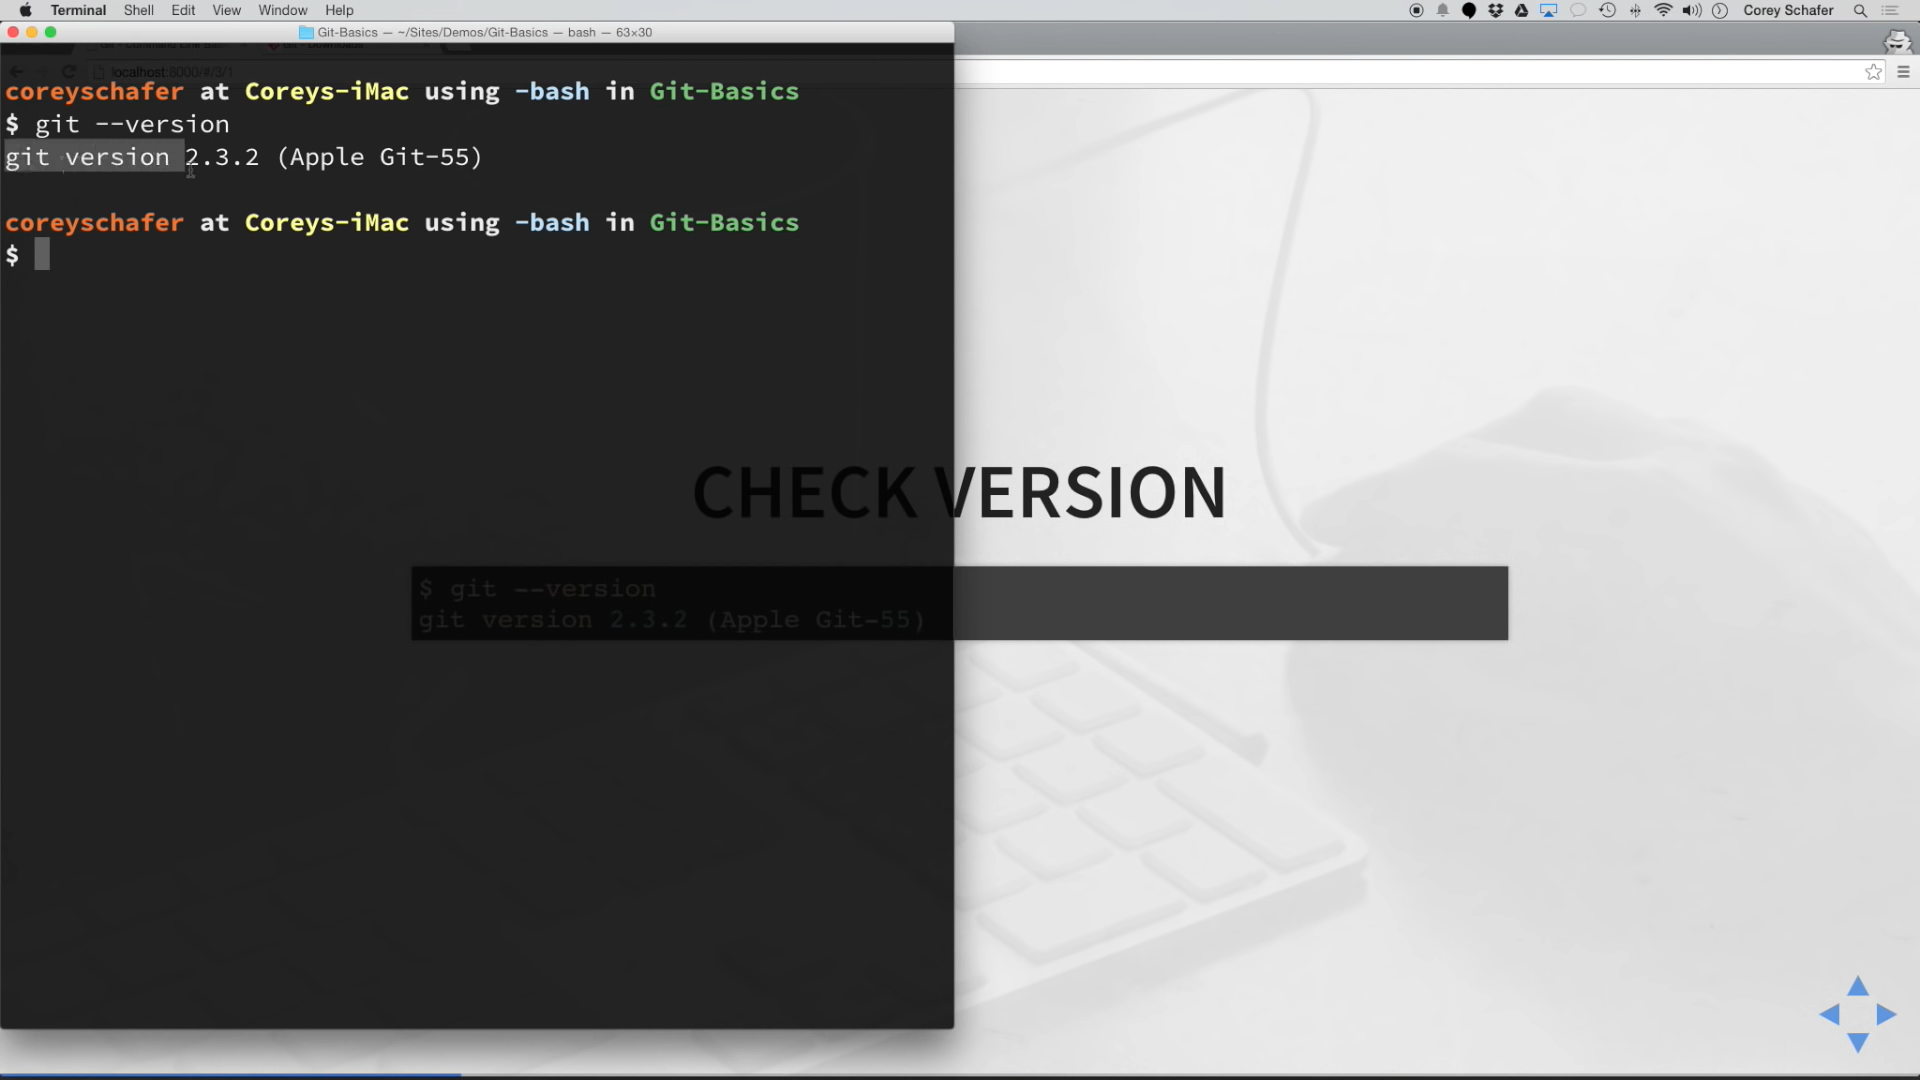 Terminal Shell Edit View Window Help Corey Schafer
Git-Basics — ~/Sites/Demos/Git-Basics — bash — 63×30
localhost:8000/#/3/1
coreyschafer at Coreys-iMac using -bash in Git-Basics
$ git --version
git version 2.3.2 (Apple Git-55)
coreyschafer at Coreys-iMac using -bash in Git-Basics
$
CHECK VERSION
$ git --version
git version 2.3.2 (Apple Git-55)